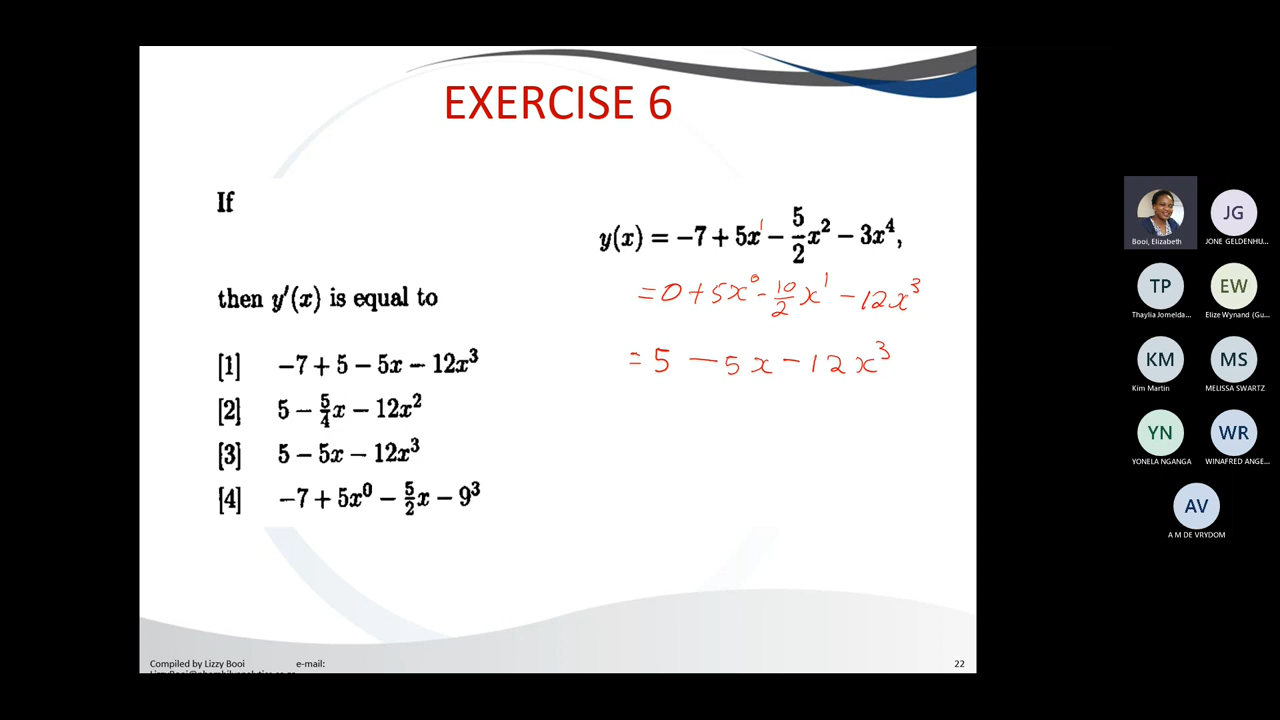 EXERCISE 6
If
y(x) = −7 + 5x¹ − 5/2 x² − 3x⁴,
= 0 + 5x⁰ - 10/2 x¹ − 12x³
then y′(x) is equal to
= 5 − 5x − 12x³
[1] −7 + 5 − 5x − 12x³
[2] 5 − 5/4 x − 12x²
[3] 5 − 5x − 12x³
[4] −7 + 5x⁰ − 5/2 x − 9³
Compiled by Lizzy Booi e-mail:
22
Booi, Elizabeth
JG
JONE GELDENHU...
TP
Thaylia Jomelda...
EW
Elize Wynand (Gu...
KM
Kim Martin
MS
MELISSA SWARTZ
YN
YONELA NGANGA
WR
WINAFRED ANGE...
AV
A M DE VRYDOM